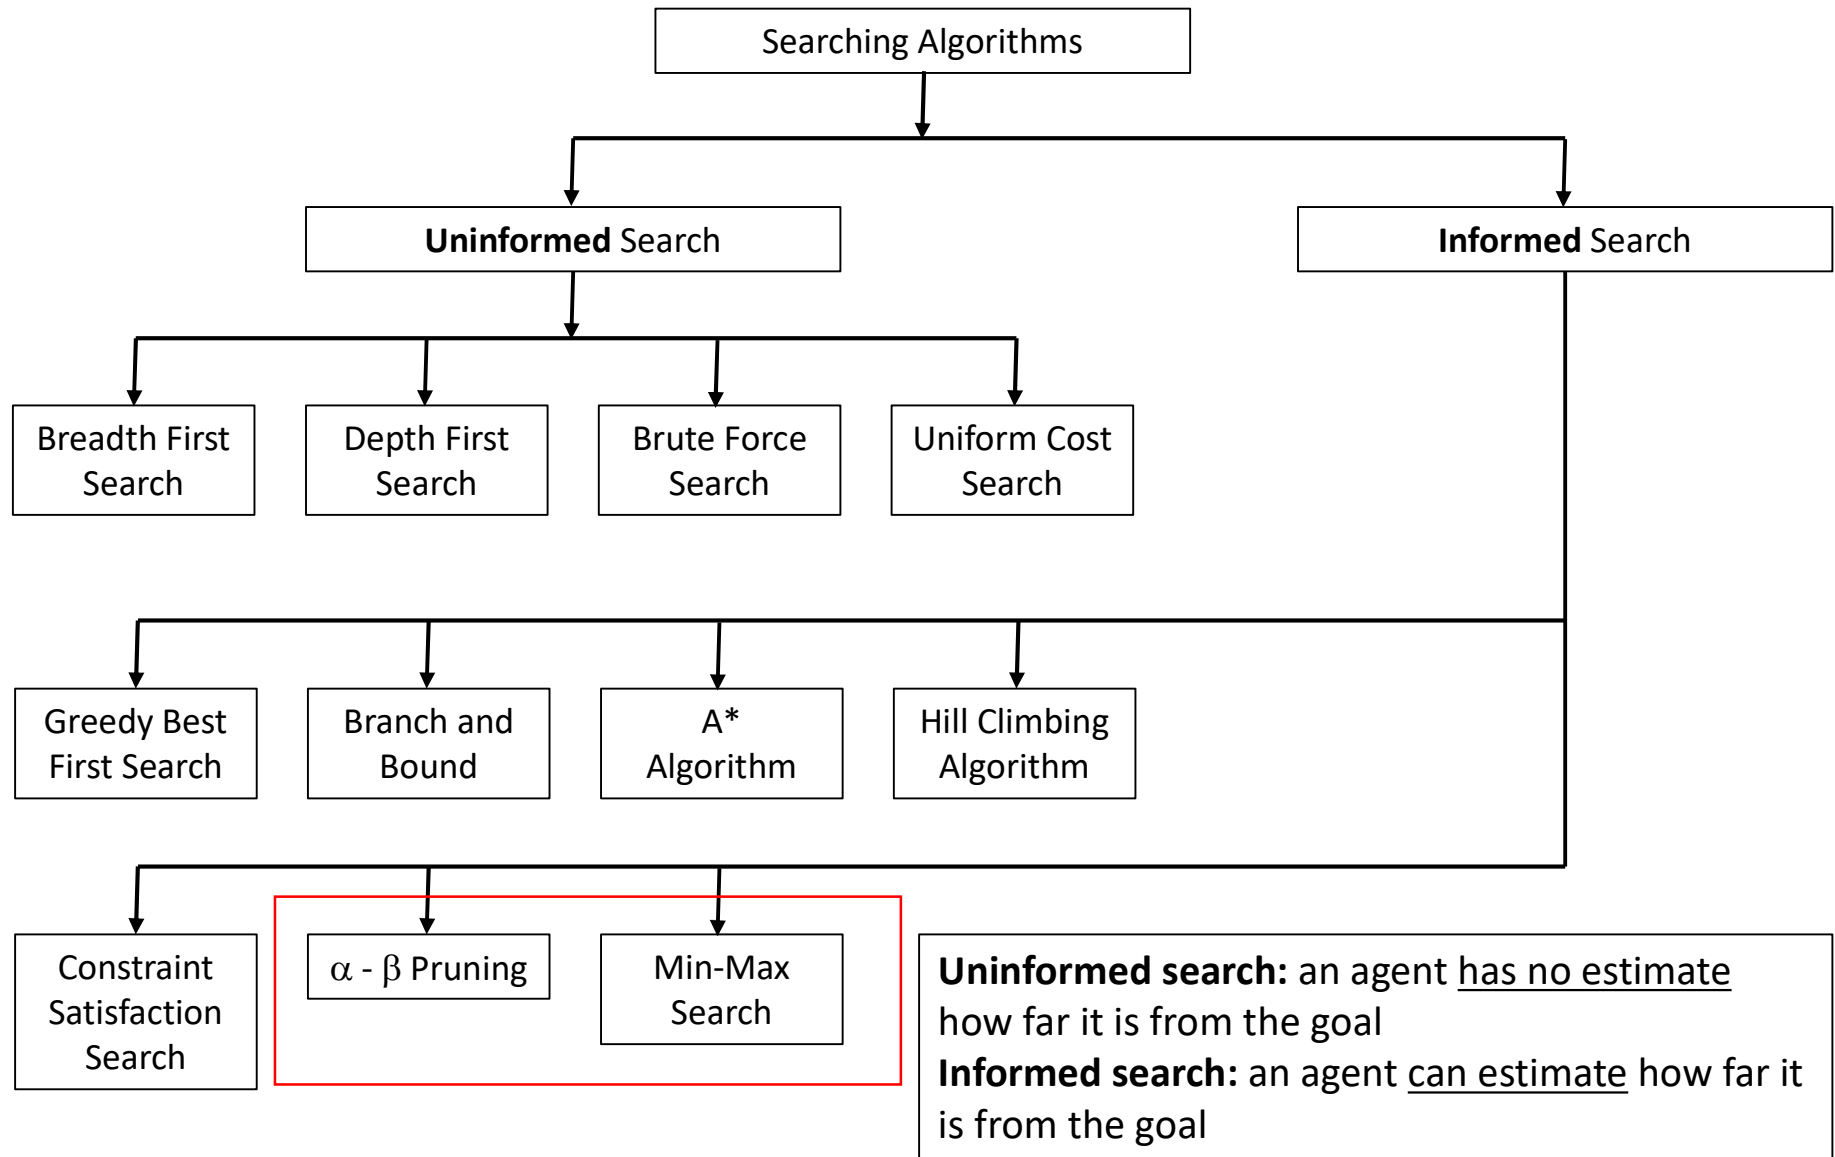 Searching Algorithms
Uninformed Search
Informed Search
Breadth First
Search
Depth First
Search
Brute Force
Search
Uniform Cost
Search
Greedy Best
First Search
Branch and
Bound
A*
Algorithm
Hill Climbing
Algorithm
Constraint
Satisfaction
Search
α - β Pruning
Min-Max
Search
Uninformed search: an agent has no estimate
how far it is from the goal
Informed search: an agent can estimate how far it
is from the goal